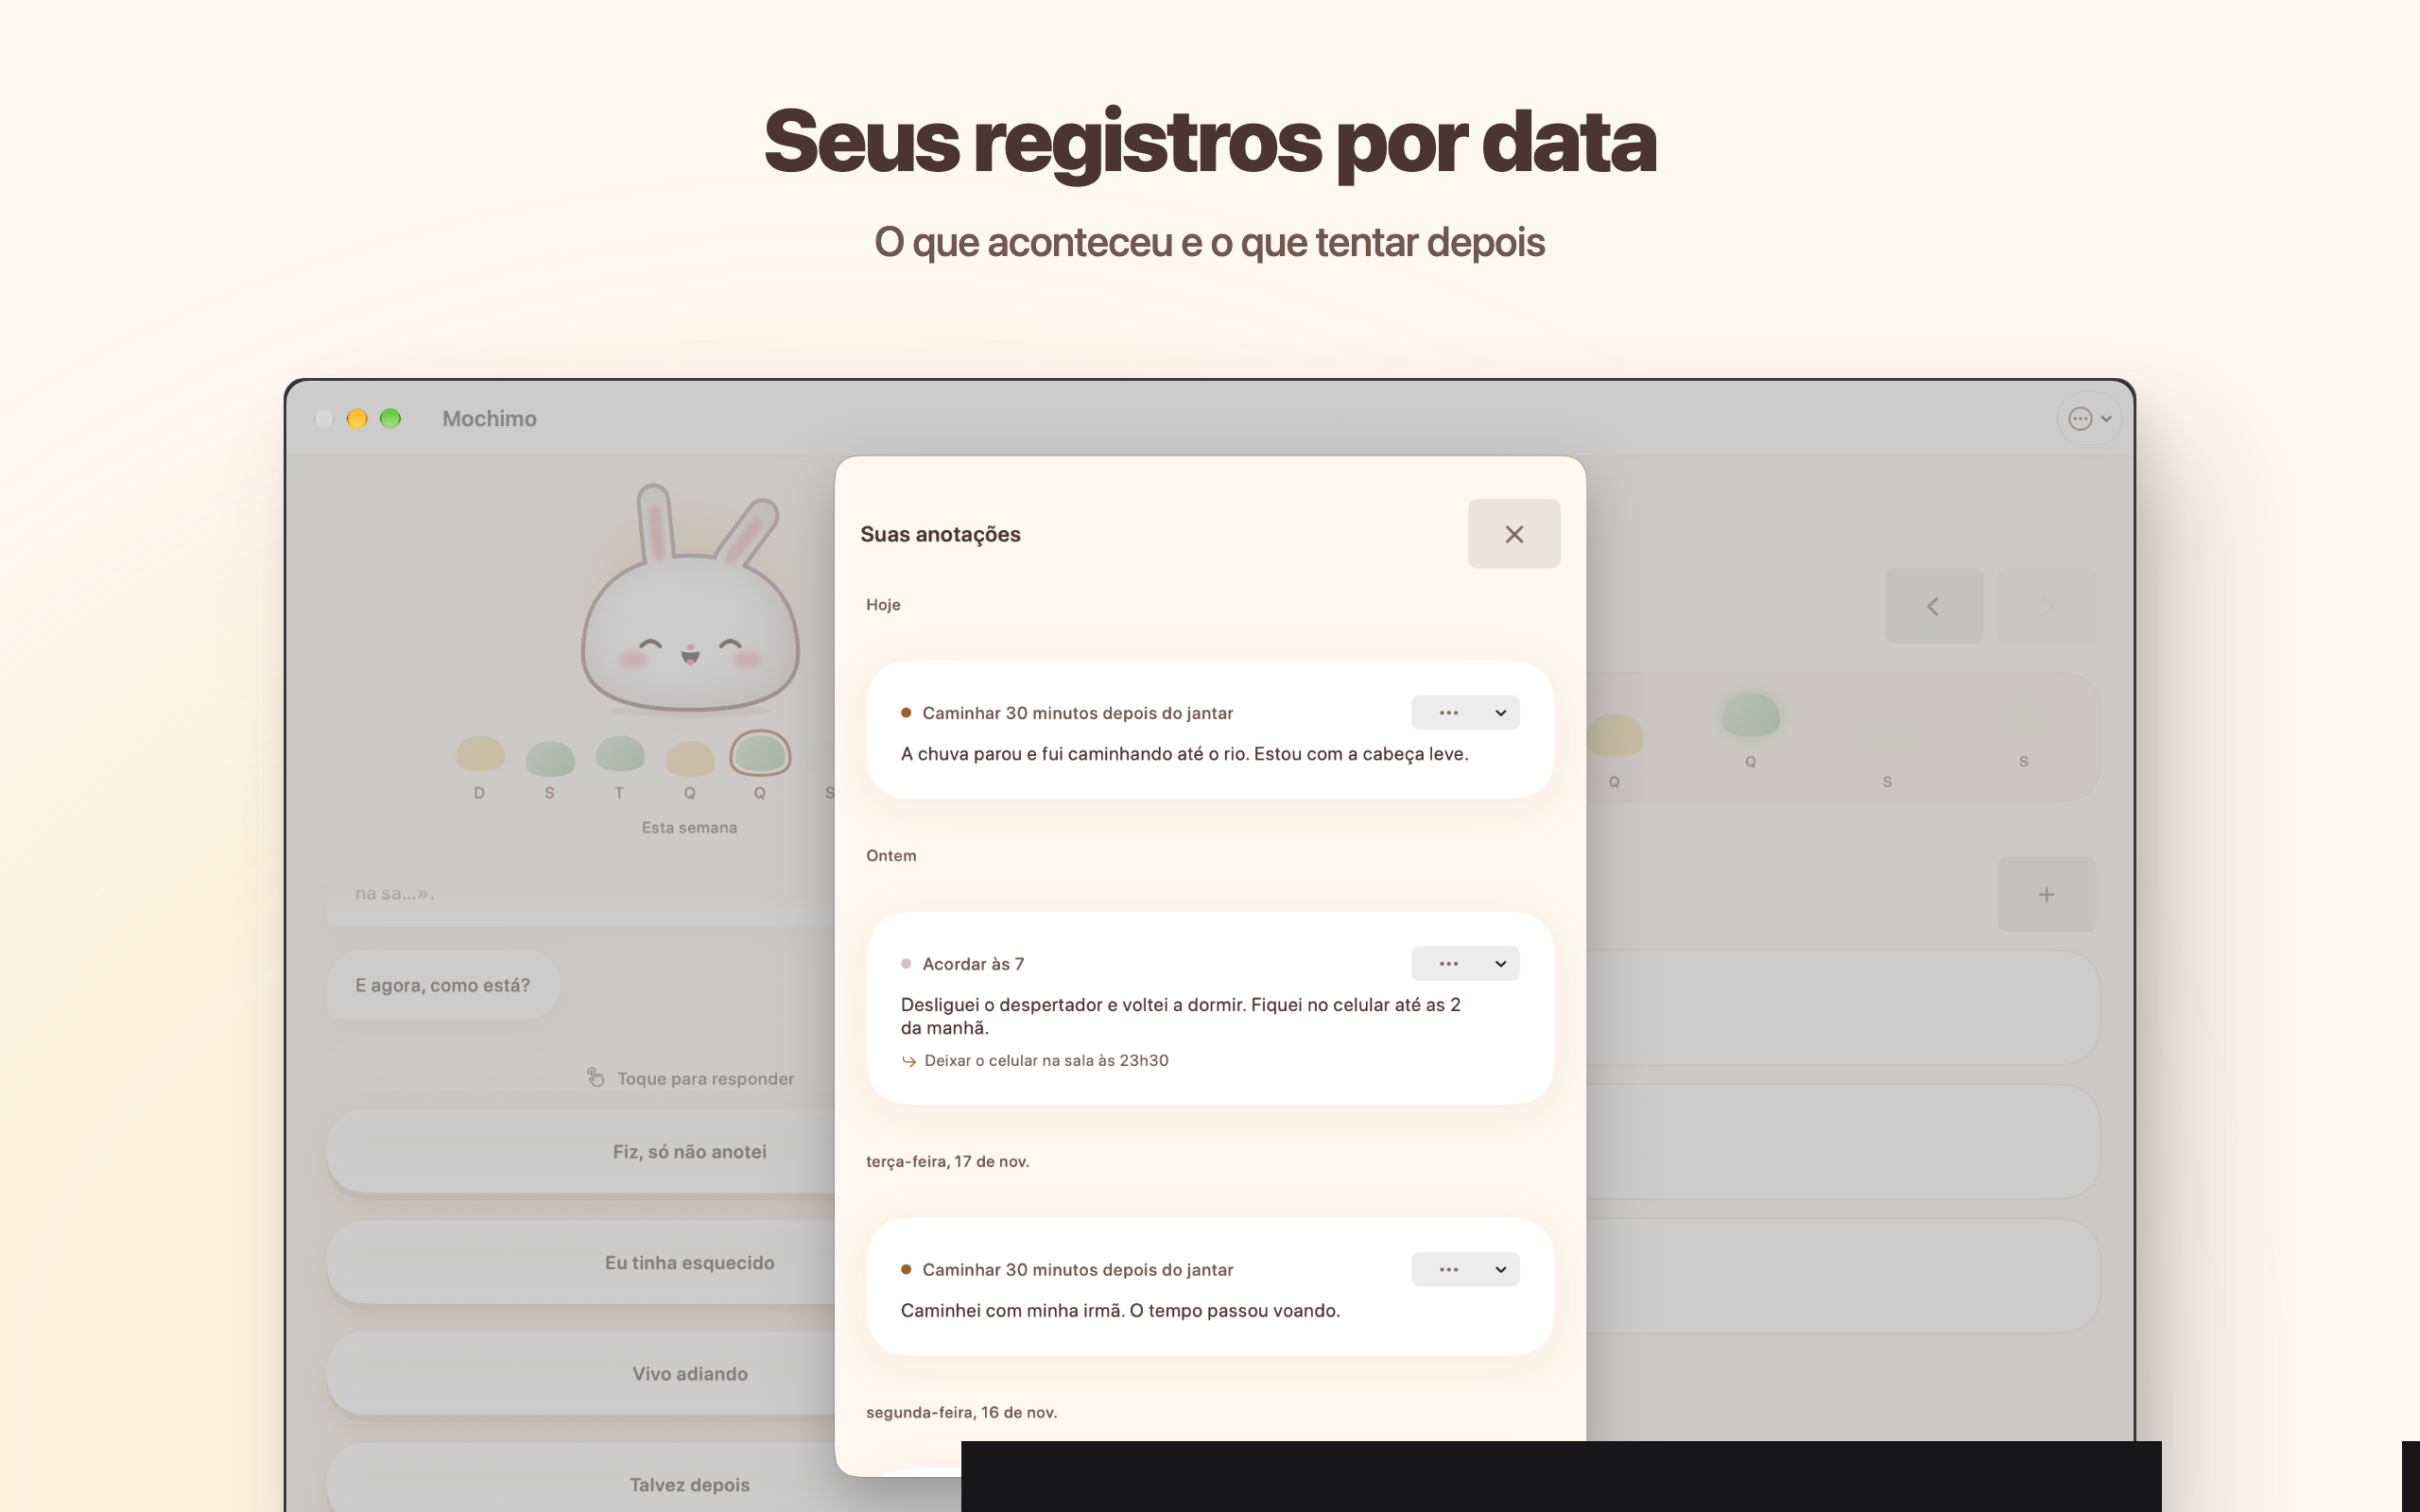 Seus registros por data
O que aconteceu e o que tentar depois
Mochimo
D S T Q Q S
Esta semana
na sa...».
E agora, como está?
Toque para responder
Fiz, só não anotei
Eu tinha esquecido
Vivo adiando
Talvez depois
Suas anotações
Hoje
Caminhar 30 minutos depois do jantar
A chuva parou e fui caminhando até o rio. Estou com a cabeça leve.
Ontem
Acordar às 7
Desliguei o despertador e voltei a dormir. Fiquei no celular até as 2
da manhã.
Deixar o celular na sala às 23h30
terça-feira, 17 de nov.
Caminhar 30 minutos depois do jantar
Caminhei com minha irmã. O tempo passou voando.
segunda-feira, 16 de nov.
Q Q S S